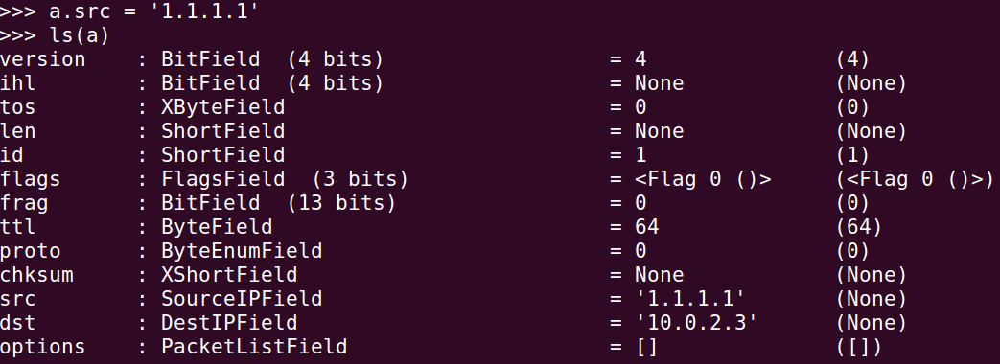 >>> a.src = '1.1.1.1'
>>> ls(a)
version    : BitField  (4 bits)                  = 4               (4)
ihl        : BitField  (4 bits)                  = None            (None)
tos        : XByteField                          = 0               (0)
len        : ShortField                          = None            (None)
id         : ShortField                          = 1               (1)
flags      : FlagsField  (3 bits)                = <Flag 0 ()>     (<Flag 0 ()>)
frag       : BitField  (13 bits)                 = 0               (0)
ttl        : ByteField                           = 64              (64)
proto      : ByteEnumField                       = 0               (0)
chksum     : XShortField                         = None            (None)
src        : SourceIPField                       = '1.1.1.1'       (None)
dst        : DestIPField                         = '10.0.2.3'      (None)
options    : PacketListField                     = []              ([])